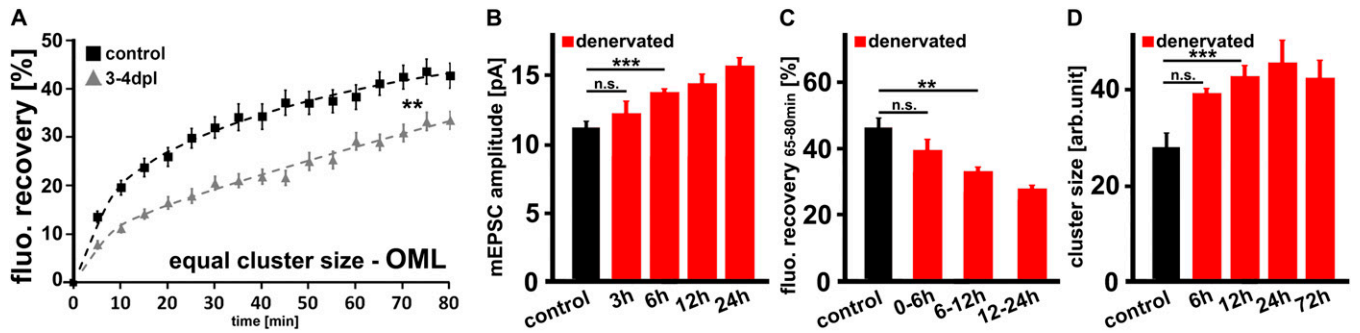 A
fluo. recovery [%]
50
40
30
20
10
0
control
3-4dpl
**
equal cluster size - OML
0 10 20 30 40 50 60 70 80
time [min]
B
mEPSC amplitude [pA]
15
10
5
0
denervated
***
n.s.
control 3h 6h 12h 24h
C
fluo. recovery 65-80min [%]
60
40
20
0
denervated
**
n.s.
control 0-6h 6-12h 12-24h
D
cluster size [arb.unit]
40
20
0
denervated
***
n.s.
control 6h 12h 24h 72h